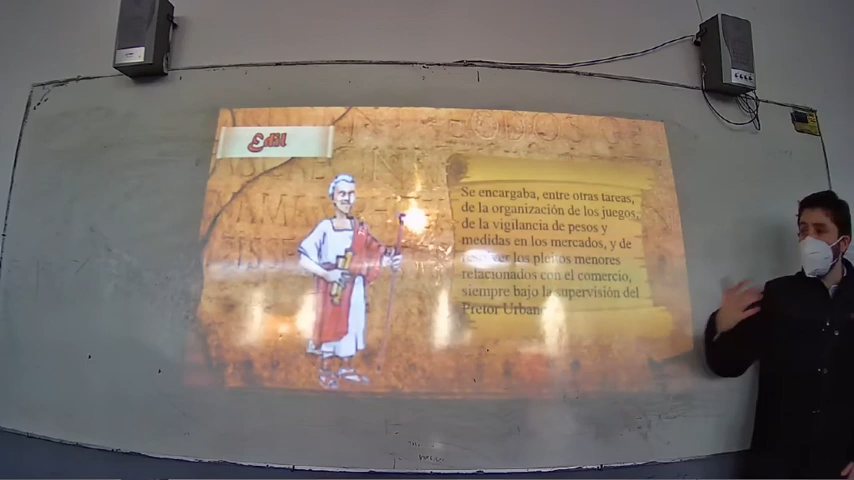 Edil
Se encargaba, entre otras tareas,
de la organización de los juegos,
de la vigilancia de pesos y
medidas en los mercados, y de
resolver los pleitos menores
relacionados con el comercio,
siempre bajo la supervisión del
Pretor Urbano